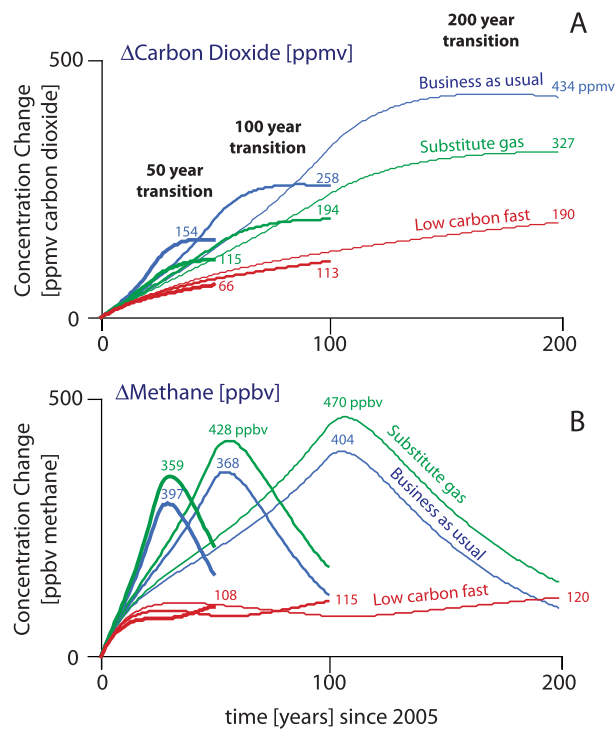 200 year
transition
A
ΔCarbon Dioxide [ppmv]
500
Business as usual
434 ppmv
100 year
transition
Substitute gas
327
50 year
transition
258
194
Low carbon fast
190
154
115
113
66
Concentration Change
[ppmv carbon dioxide]
0
0
100
200
500
ΔMethane [ppbv]
B
470 ppbv
428 ppbv
404
359
368
397
Substitute gas
Business as usual
108
115
Low carbon fast
120
Concentration Change
[ppbv methane]
0
0
100
200
time [years] since 2005